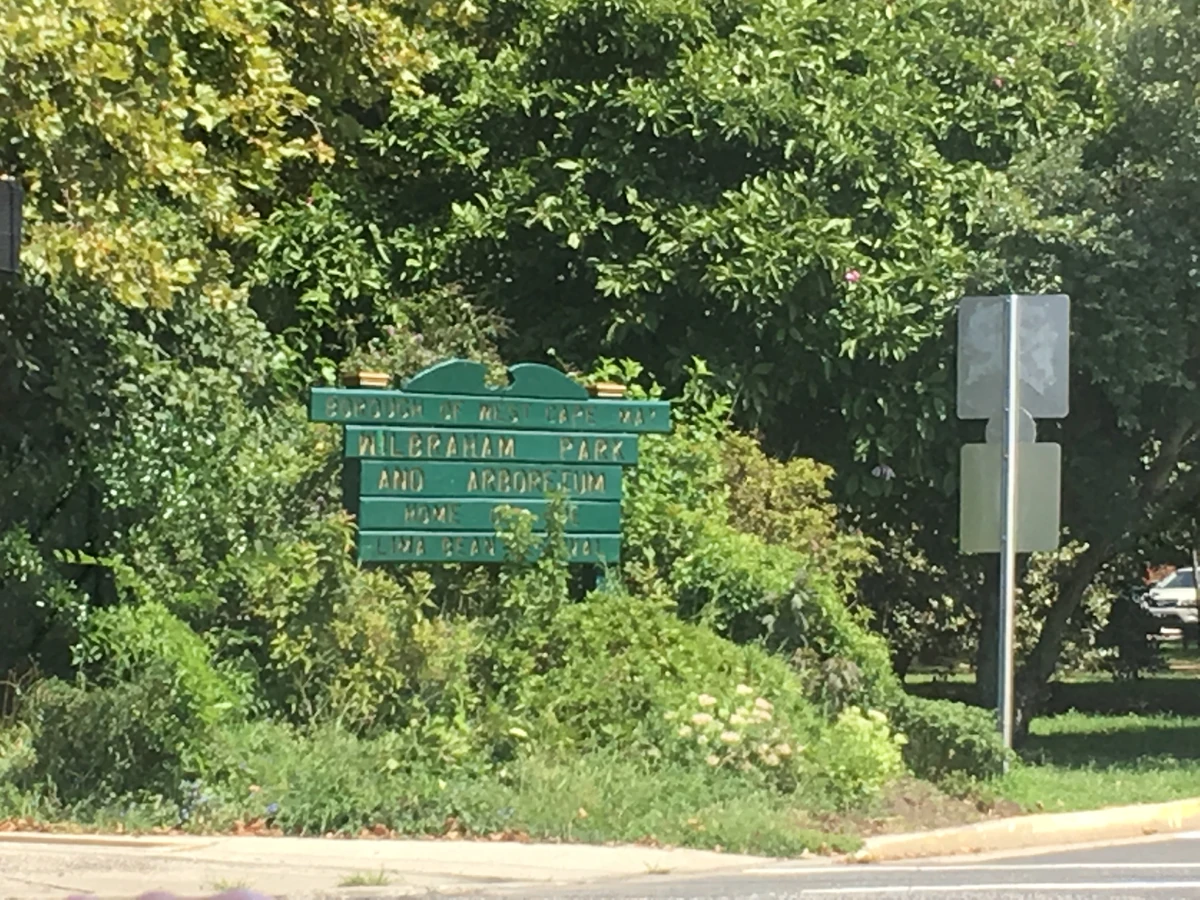 BOROUGH OF WEST CAPE MAY
WILBRAHAM PARK
AND ARBORETUM
HOME
LIMA BEAN